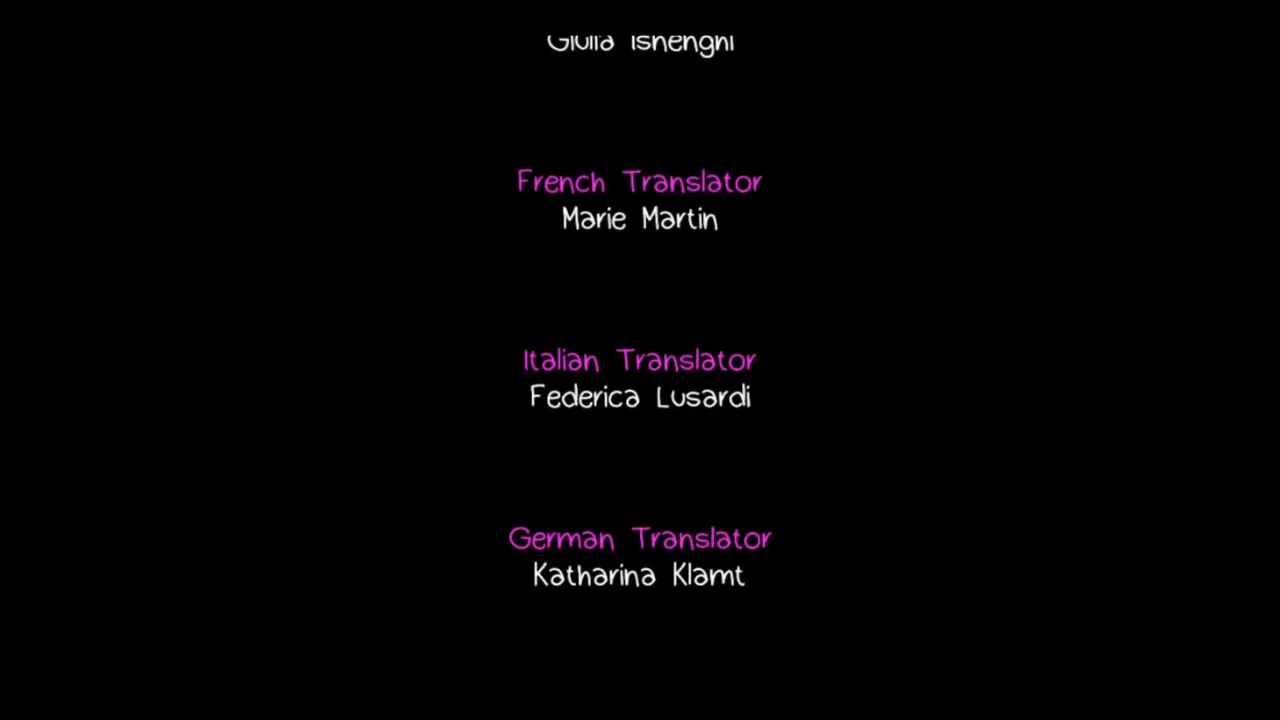 Giulia Isnenghi
French Translator
Marie Martin
Italian Translator
Federica Lusardi
German Translator
Katharina Klamt